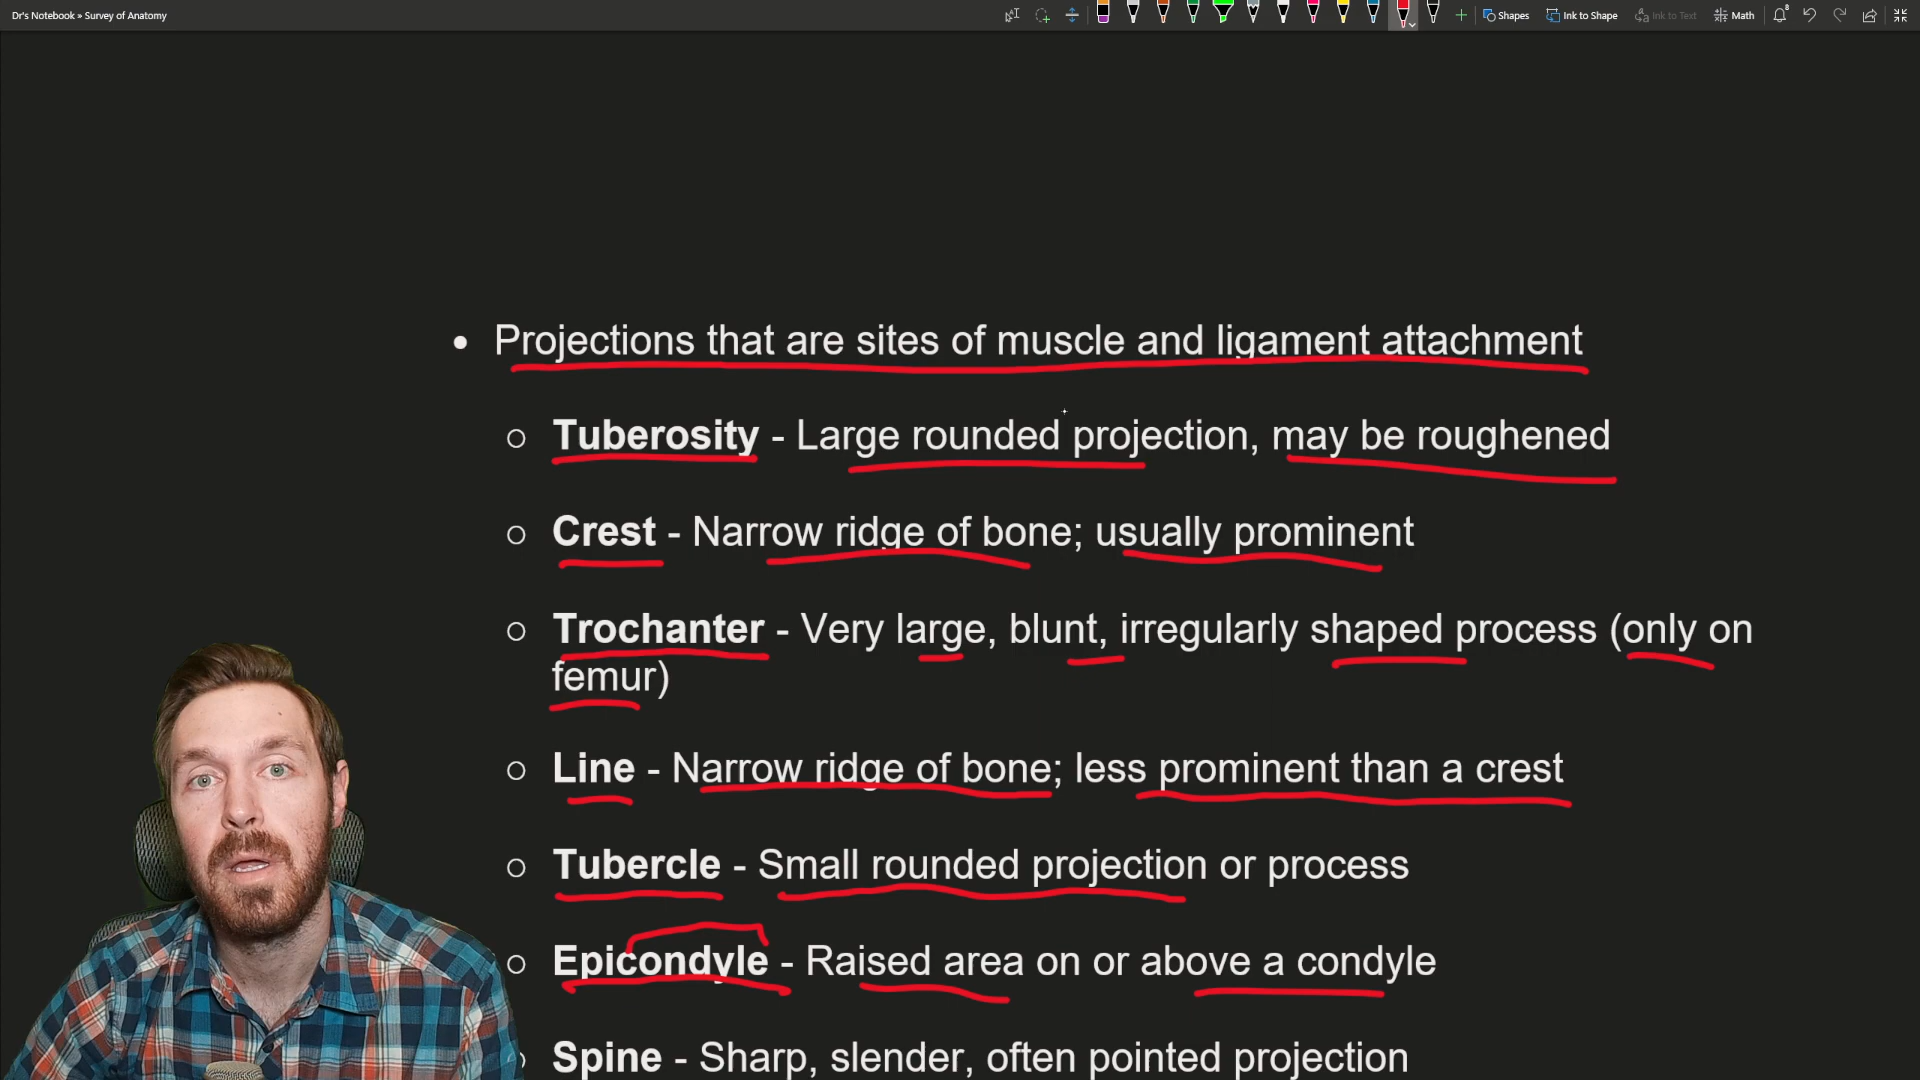 Dr's Notebook » Survey of Anatomy
Shapes
Ink to Shape
Ink to Text
Math
8
Projections that are sites of muscle and ligament attachment
Tuberosity - Large rounded projection, may be roughened
Crest - Narrow ridge of bone; usually prominent
Trochanter - Very large, blunt, irregularly shaped process (only on
femur)
Line - Narrow ridge of bone; less prominent than a crest
Tubercle - Small rounded projection or process
Epicondyle - Raised area on or above a condyle
Spine - Sharp, slender, often pointed projection